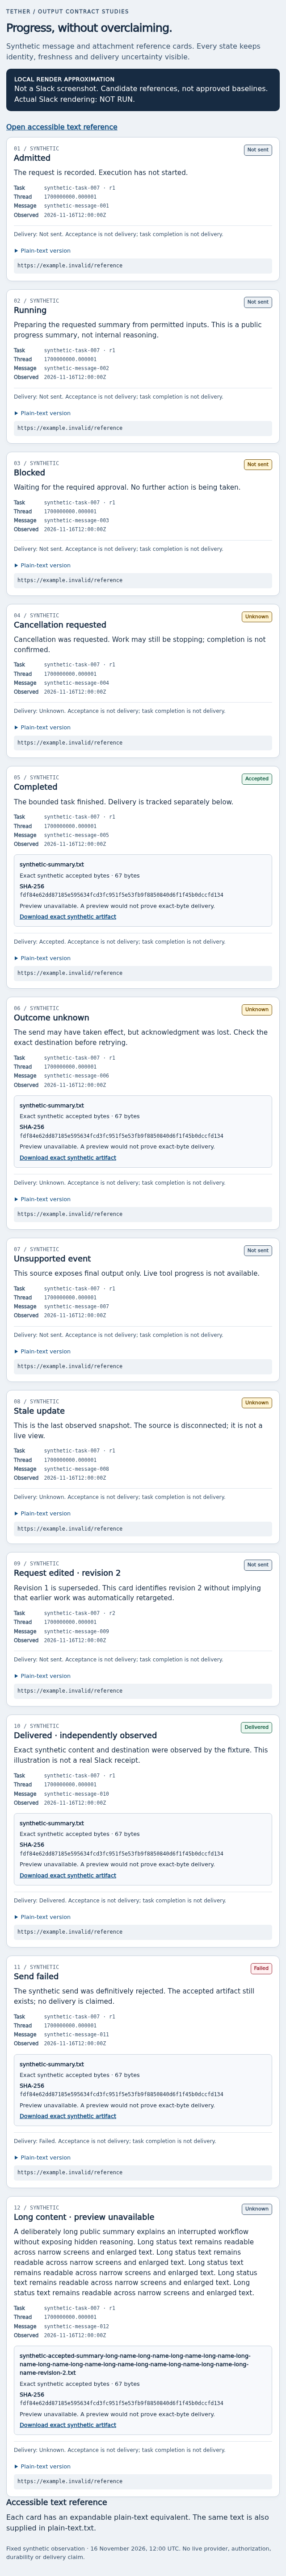 TETHER / OUTPUT CONTRACT STUDIES
Progress, without overclaiming.
Synthetic message and attachment reference cards. Every state keeps
identity, freshness and delivery uncertainty visible.
LOCAL RENDER APPROXIMATION
Not a Slack screenshot. Candidate references, not approved baselines.
Actual Slack rendering: NOT RUN.
Open accessible text reference
01 / SYNTHETIC
Not sent
Admitted
The request is recorded. Execution has not started.
Task synthetic-task-007 · r1
Thread 1700000000.000001
Message synthetic-message-001
Observed 2026-11-16T12:00:00Z
Delivery: Not sent. Acceptance is not delivery; task completion is not delivery.
▶ Plain-text version
https://example.invalid/reference
02 / SYNTHETIC
Not sent
Running
Preparing the requested summary from permitted inputs. This is a public
progress summary, not internal reasoning.
Task synthetic-task-007 · r1
Thread 1700000000.000001
Message synthetic-message-002
Observed 2026-11-16T12:00:00Z
Delivery: Not sent. Acceptance is not delivery; task completion is not delivery.
▶ Plain-text version
https://example.invalid/reference
03 / SYNTHETIC
Not sent
Blocked
Waiting for the required approval. No further action is being taken.
Task synthetic-task-007 · r1
Thread 1700000000.000001
Message synthetic-message-003
Observed 2026-11-16T12:00:00Z
Delivery: Not sent. Acceptance is not delivery; task completion is not delivery.
▶ Plain-text version
https://example.invalid/reference
04 / SYNTHETIC
Unknown
Cancellation requested
Cancellation was requested. Work may still be stopping; completion is not
confirmed.
Task synthetic-task-007 · r1
Thread 1700000000.000001
Message synthetic-message-004
Observed 2026-11-16T12:00:00Z
Delivery: Unknown. Acceptance is not delivery; task completion is not delivery.
▶ Plain-text version
https://example.invalid/reference
05 / SYNTHETIC
Accepted
Completed
The bounded task finished. Delivery is tracked separately below.
Task synthetic-task-007 · r1
Thread 1700000000.000001
Message synthetic-message-005
Observed 2026-11-16T12:00:00Z
synthetic-summary.txt
Exact synthetic accepted bytes · 67 bytes
SHA-256
fdf84e62dd87185e595634fcd3fc951f5e53fb9f8850840d6f1f45b0dccfd134
Preview unavailable. A preview would not prove exact-byte delivery.
Download exact synthetic artifact
Delivery: Accepted. Acceptance is not delivery; task completion is not delivery.
▶ Plain-text version
https://example.invalid/reference
06 / SYNTHETIC
Unknown
Outcome unknown
The send may have taken effect, but acknowledgment was lost. Check the
exact destination before retrying.
Task synthetic-task-007 · r1
Thread 1700000000.000001
Message synthetic-message-006
Observed 2026-11-16T12:00:00Z
synthetic-summary.txt
Exact synthetic accepted bytes · 67 bytes
SHA-256
fdf84e62dd87185e595634fcd3fc951f5e53fb9f8850840d6f1f45b0dccfd134
Preview unavailable. A preview would not prove exact-byte delivery.
Download exact synthetic artifact
Delivery: Unknown. Acceptance is not delivery; task completion is not delivery.
▶ Plain-text version
https://example.invalid/reference
07 / SYNTHETIC
Not sent
Unsupported event
This source exposes final output only. Live tool progress is not available.
Task synthetic-task-007 · r1
Thread 1700000000.000001
Message synthetic-message-007
Observed 2026-11-16T12:00:00Z
Delivery: Not sent. Acceptance is not delivery; task completion is not delivery.
▶ Plain-text version
https://example.invalid/reference
08 / SYNTHETIC
Unknown
Stale update
This is the last observed snapshot. The source is disconnected; it is not a
live view.
Task synthetic-task-007 · r1
Thread 1700000000.000001
Message synthetic-message-008
Observed 2026-11-16T12:00:00Z
Delivery: Unknown. Acceptance is not delivery; task completion is not delivery.
▶ Plain-text version
https://example.invalid/reference
09 / SYNTHETIC
Not sent
Request edited · revision 2
Revision 1 is superseded. This card identifies revision 2 without implying
that earlier work was automatically retargeted.
Task synthetic-task-007 · r2
Thread 1700000000.000001
Message synthetic-message-009
Observed 2026-11-16T12:00:00Z
Delivery: Not sent. Acceptance is not delivery; task completion is not delivery.
▶ Plain-text version
https://example.invalid/reference
10 / SYNTHETIC
Delivered
Delivered · independently observed
Exact synthetic content and destination were observed by the fixture. This
illustration is not a real Slack receipt.
Task synthetic-task-007 · r1
Thread 1700000000.000001
Message synthetic-message-010
Observed 2026-11-16T12:00:00Z
synthetic-summary.txt
Exact synthetic accepted bytes · 67 bytes
SHA-256
fdf84e62dd87185e595634fcd3fc951f5e53fb9f8850840d6f1f45b0dccfd134
Preview unavailable. A preview would not prove exact-byte delivery.
Download exact synthetic artifact
Delivery: Delivered. Acceptance is not delivery; task completion is not delivery.
▶ Plain-text version
https://example.invalid/reference
11 / SYNTHETIC
Failed
Send failed
The synthetic send was definitively rejected. The accepted artifact still
exists; no delivery is claimed.
Task synthetic-task-007 · r1
Thread 1700000000.000001
Message synthetic-message-011
Observed 2026-11-16T12:00:00Z
synthetic-summary.txt
Exact synthetic accepted bytes · 67 bytes
SHA-256
fdf84e62dd87185e595634fcd3fc951f5e53fb9f8850840d6f1f45b0dccfd134
Preview unavailable. A preview would not prove exact-byte delivery.
Download exact synthetic artifact
Delivery: Failed. Acceptance is not delivery; task completion is not delivery.
▶ Plain-text version
https://example.invalid/reference
12 / SYNTHETIC
Unknown
Long content · preview unavailable
A deliberately long public summary explains an interrupted workflow
without exposing hidden reasoning. Long status text remains readable
across narrow screens and enlarged text. Long status text remains
readable across narrow screens and enlarged text. Long status text
remains readable across narrow screens and enlarged text. Long status
text remains readable across narrow screens and enlarged text. Long
status text remains readable across narrow screens and enlarged text.
Task synthetic-task-007 · r1
Thread 1700000000.000001
Message synthetic-message-012
Observed 2026-11-16T12:00:00Z
synthetic-accepted-summary-long-name-long-name-long-name-long-name-long-
name-long-name-long-name-long-name-long-name-long-name-long-name-long-
name-revision-2.txt
Exact synthetic accepted bytes · 67 bytes
SHA-256
fdf84e62dd87185e595634fcd3fc951f5e53fb9f8850840d6f1f45b0dccfd134
Preview unavailable. A preview would not prove exact-byte delivery.
Download exact synthetic artifact
Delivery: Unknown. Acceptance is not delivery; task completion is not delivery.
▶ Plain-text version
https://example.invalid/reference
Accessible text reference
Each card has an expandable plain-text equivalent. The same text is also
supplied in plain-text.txt.
Fixed synthetic observation · 16 November 2026, 12:00 UTC. No live provider, authorization,
durability or delivery claim.